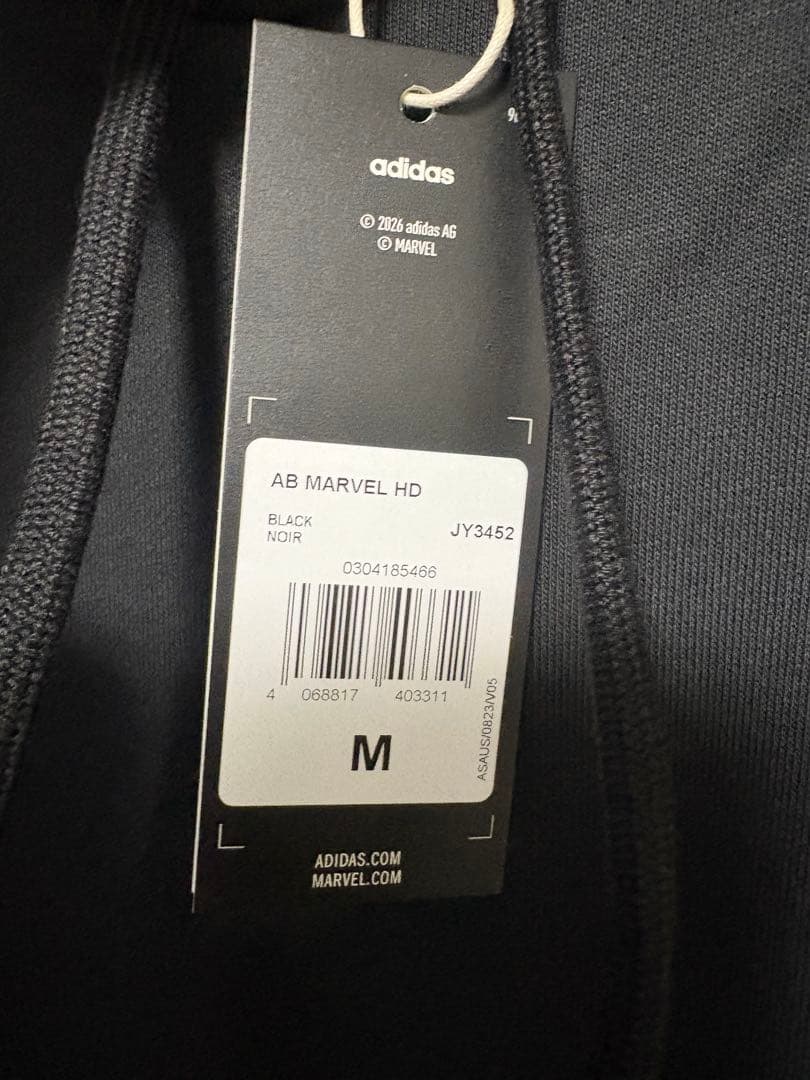 adidas
© 2026 adidas AG
© MARVEL
AB MARVEL HD
BLACK
NOIR
JY3452
0304185466
4 068817 403311
M
ASAUS/0823/V05
ADIDAS.COM
MARVEL.COM